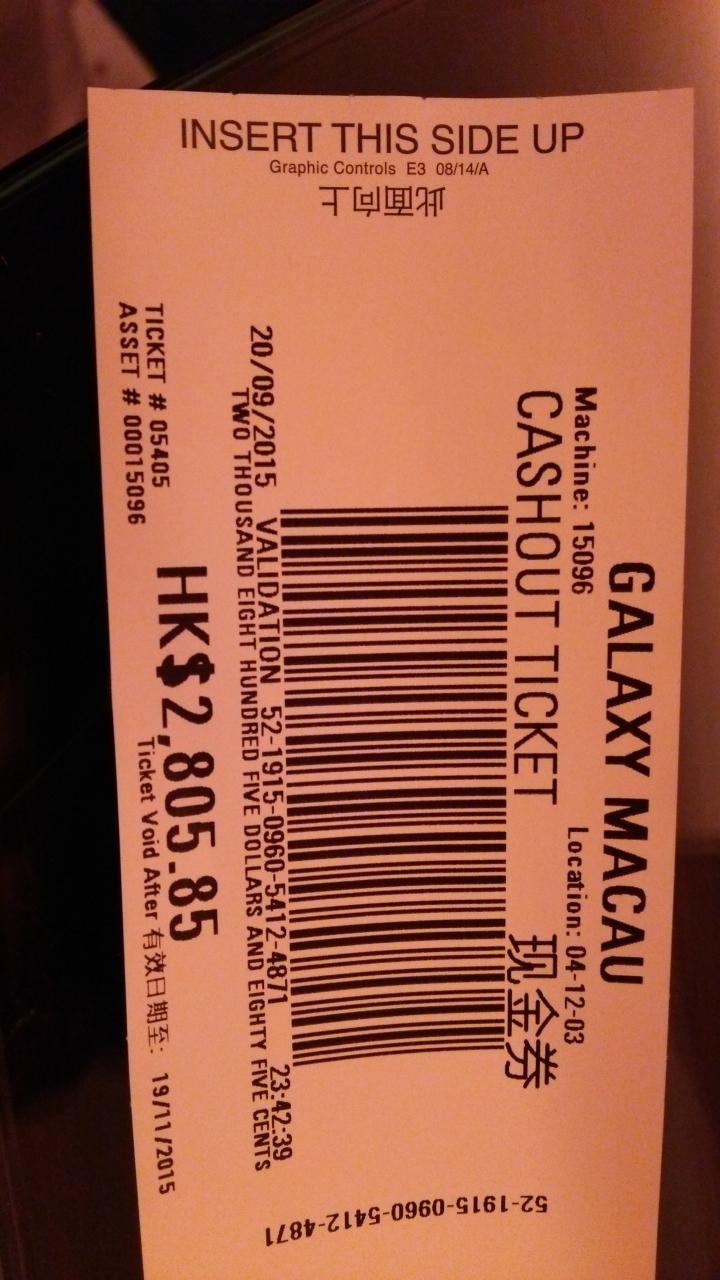 INSERT THIS SIDE UP
Graphic Controls E3 08/14/A
此面向上
GALAXY MACAU
Machine: 15096 Location: 04-12-03
CASHOUT TICKET 现金券
52-1915-0960-5412-4871
20/09/2015 VALIDATION 52-1915-0960-5412-4871 23:42:39
TWO THOUSAND EIGHT HUNDRED FIVE DOLLARS AND EIGHTY FIVE CENTS
HK$2,805.85
TICKET # 05405
Ticket Void After 有效日期至: 19/11/2015
ASSET # 00015096